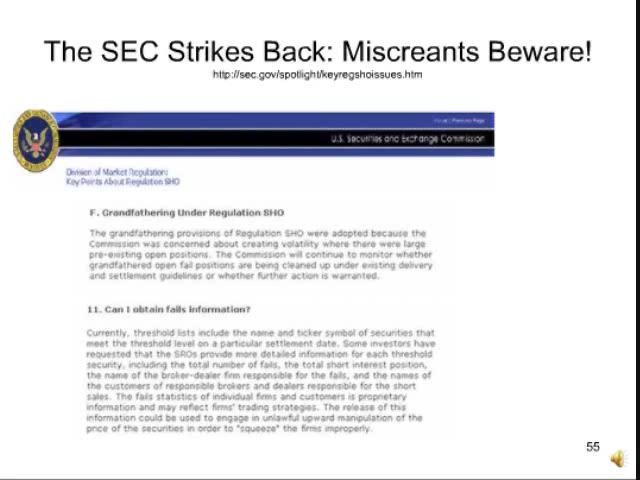 The SEC Strikes Back: Miscreants Beware!
http://sec.gov/spotlight/keyregshoissues.htm
Home | Previous Page
U.S. Securities and Exchange Commission
Division of Market Regulation:
Key Points About Regulation SHO
F. Grandfathering Under Regulation SHO
The grandfathering provisions of Regulation SHO were adopted because the
Commission was concerned about creating volatility where there were large
pre-existing open positions. The Commission will continue to monitor whether
grandfathered open fail positions are being cleaned up under existing delivery
and settlement guidelines or whether further action is warranted.
11. Can I obtain fails information?
Currently, threshold lists include the name and ticker symbol of securities that
meet the threshold level on a particular settlement date. Some investors have
requested that the SROs provide more detailed information for each threshold
security, including the total number of fails, the total short interest position,
the name of the broker-dealer firm responsible for the fails, and the names of
the customers of responsible brokers and dealers responsible for the short
sales. The fails statistics of individual firms and customers is proprietary
information and may reflect firms' trading strategies. The release of this
information could be used to engage in unlawful upward manipulation of the
price of the securities in order to "squeeze" the firms improperly.
55